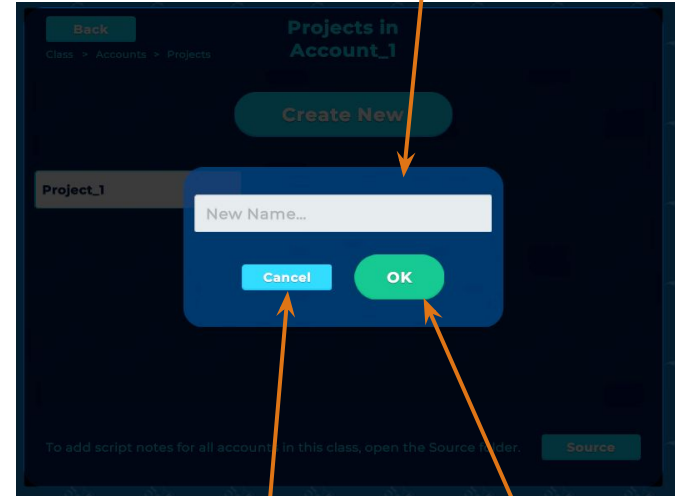 Back
Projects in
Account_1
Class > Accounts > Projects
Create New
Project_1
New Name...
Cancel
OK
To add script notes for all accounts in this class, open the Source folder.
Source